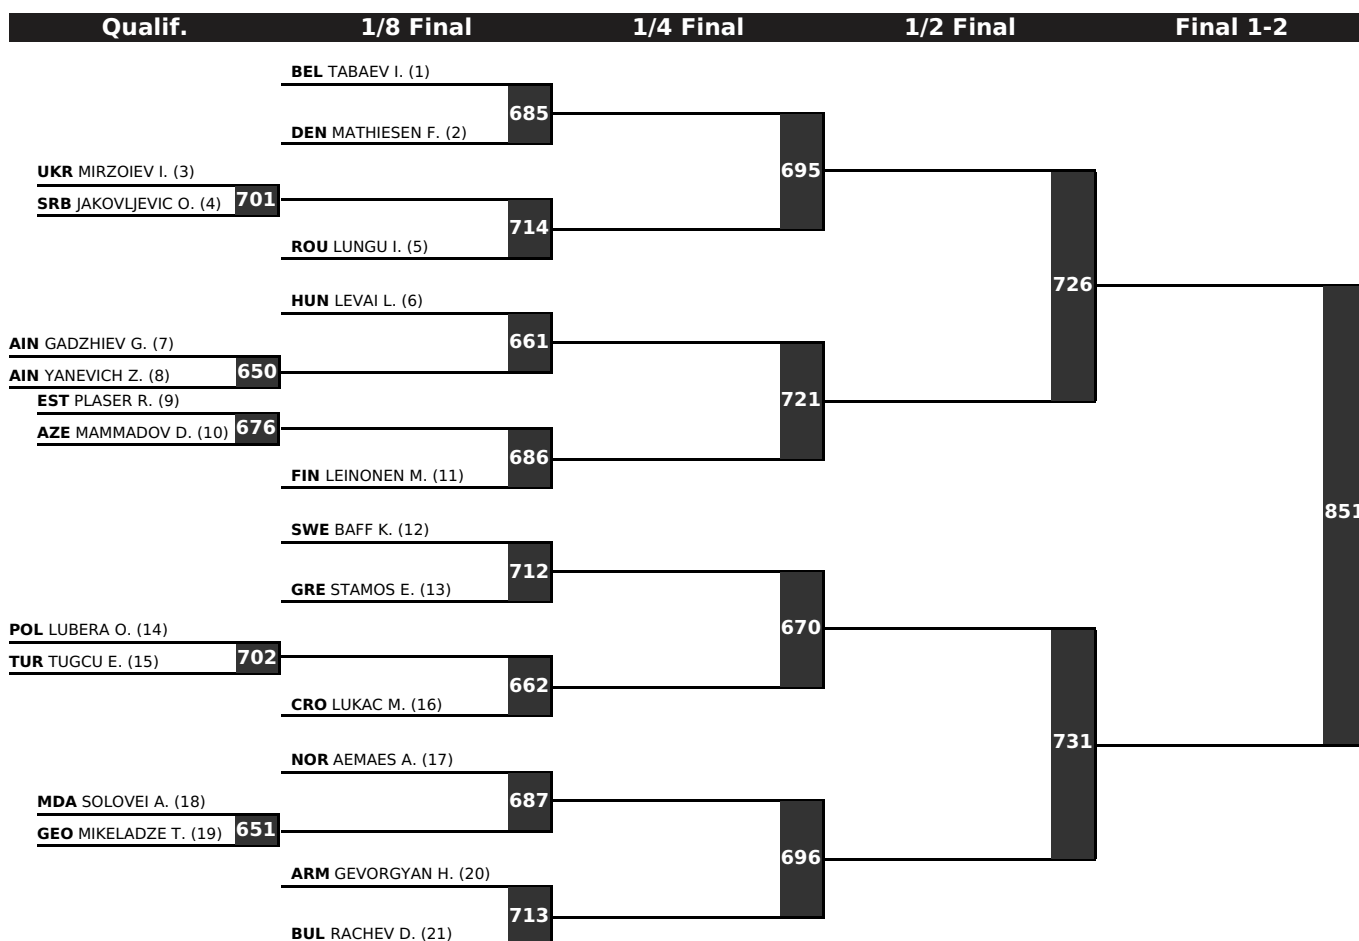 Qualif. 1/8 Final 1/4 Final 1/2 Final Final 1-2
BEL TABAEV I. (1)
685
DEN MATHIESEN F. (2)
UKR MIRZOIEV I. (3)
695
SRB JAKOVLJEVIC O. (4) 701
714
ROU LUNGU I. (5)
726
HUN LEVAI L. (6)
661
AIN GADZHIEV G. (7)
AIN YANEVICH Z. (8) 650
EST PLASER R. (9)
721
AZE MAMMADOV D. (10) 676
686
FIN LEINONEN M. (11)
851
SWE BAFF K. (12)
712
GRE STAMOS E. (13)
POL LUBERA O. (14)
670
TUR TUGCU E. (15) 702
662
CRO LUKAC M. (16)
731
NOR AEMAES A. (17)
687
MDA SOLOVEI A. (18)
GEO MIKELADZE T. (19) 651
696
ARM GEVORGYAN H. (20)
713
BUL RACHEV D. (21)